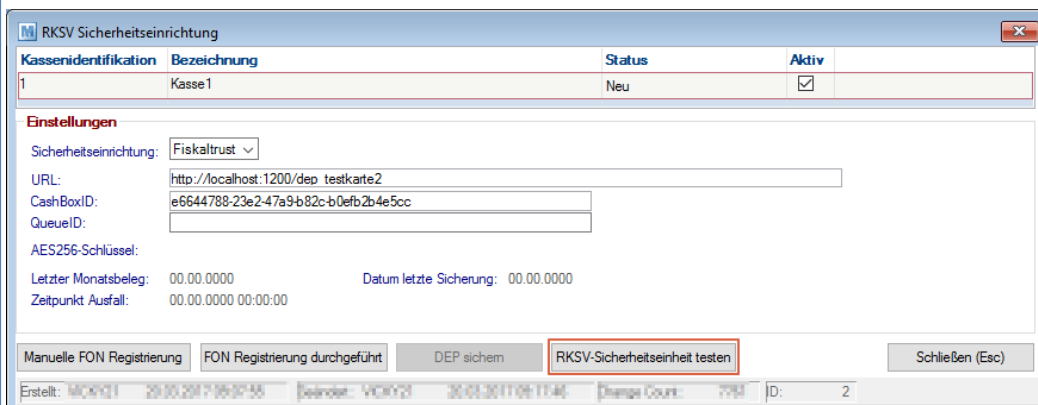 RKSV Sicherheitseinrichtung
Kassenidentifikation Bezeichnung Status Aktiv
1 Kasse1 Neu
Einstellungen
Sicherheitseinrichtung: Fiskaltrust
URL: http://localhost:1200/dep_testkarte2
CashBoxID: e6644788-23e2-47a9-b82c-b0efb2b4e5cc
QueueID:
AES256-Schlüssel:
Letzter Monatsbeleg: 00.00.0000 Datum letzte Sicherung: 00.00.0000
Zeitpunkt Ausfall: 00.00.0000 00:00:00
Manuelle FON Registrierung FON Registrierung durchgeführt DEP sichern RKSV-Sicherheitseinheit testen Schließen (Esc)
Erstellt: ID: 2